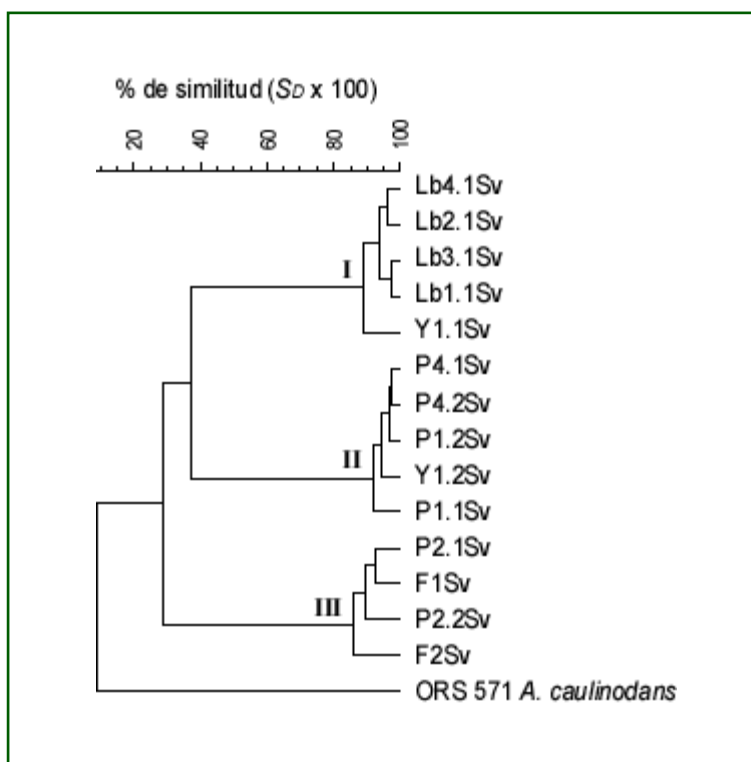 % de similitud (SD x 100)
20 40 60 80 100
Lb4.1Sv
Lb2.1Sv
Lb3.1Sv
I
Lb1.1Sv
Y1.1Sv
P4.1Sv
P4.2Sv
P1.2Sv
II
Y1.2Sv
P1.1Sv
P2.1Sv
F1Sv
III
P2.2Sv
F2Sv
ORS 571 A. caulinodans